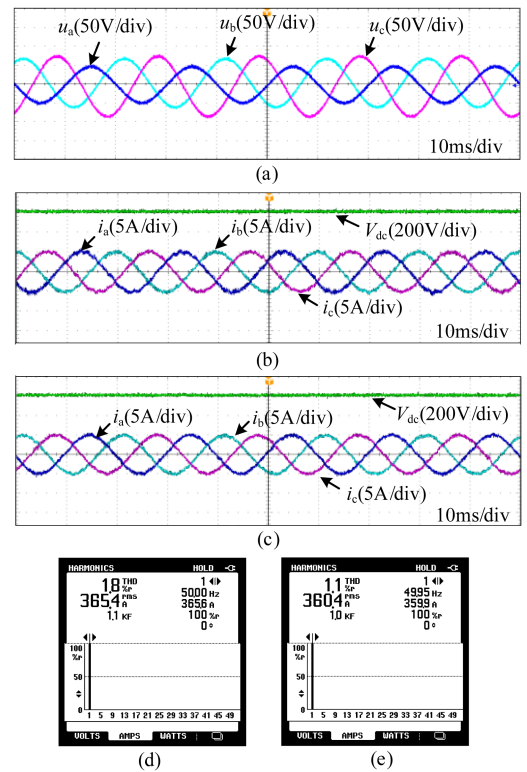 ua(50V/div) ub(50V/div) uc(50V/div)
10ms/div
(a)
ia(5A/div) ib(5A/div) Vdc(200V/div)
ic(5A/div)
10ms/div
(b)
ia(5A/div) ib(5A/div) Vdc(200V/div)
ic(5A/div)
10ms/div
(c)
HARMONICS HOLD
1,8 THD %r 1
365,4 rms A 50,00 Hz
365,6 A
1,1 KF 100 %r
0 °
100
%r
50
0
1 5 9 13 17 21 25 29 33 37 41 45 49
VOLTS AMPS WATTS
(d)
HARMONICS HOLD
1,1 THD %r 1
360,4 rms A 49,95 Hz
359,9 A
1,0 KF 100 %r
0 °
100
%r
50
0
1 5 9 13 17 21 25 29 33 37 41 45 49
VOLTS AMPS WATTS
(e)